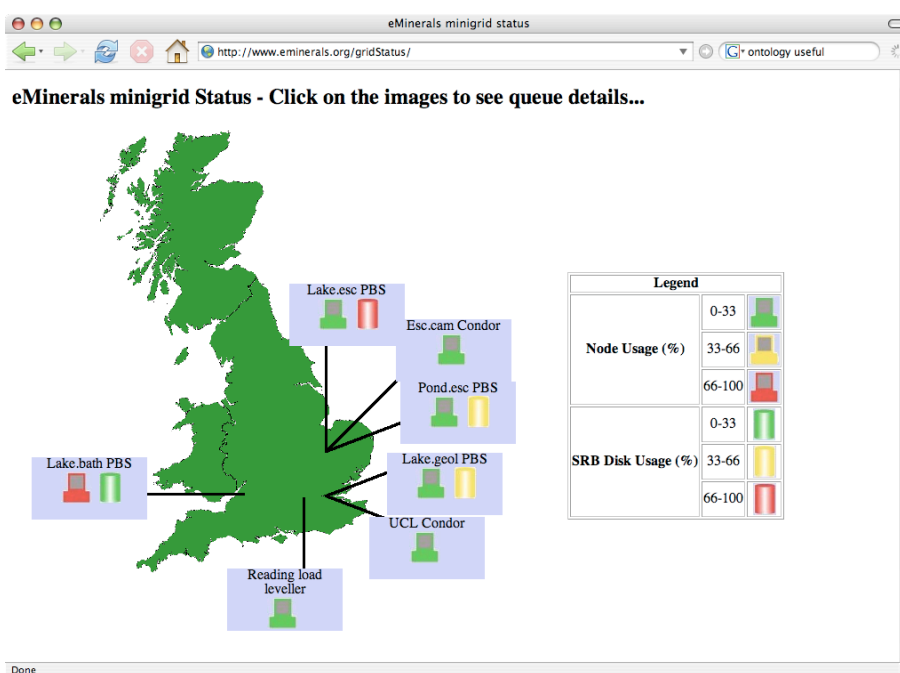 eMinerals minigrid status
http://www.eminerals.org/gridStatus/
G ontology useful
eMinerals minigrid Status - Click on the images to see queue details...
Lake.esc PBS
Esc.cam Condor
Pond.esc PBS
Lake.bath PBS
Lake.geol PBS
UCL Condor
Reading load
leveller
Legend
Node Usage (%)
0-33
33-66
66-100
SRB Disk Usage (%)
0-33
33-66
66-100
Done